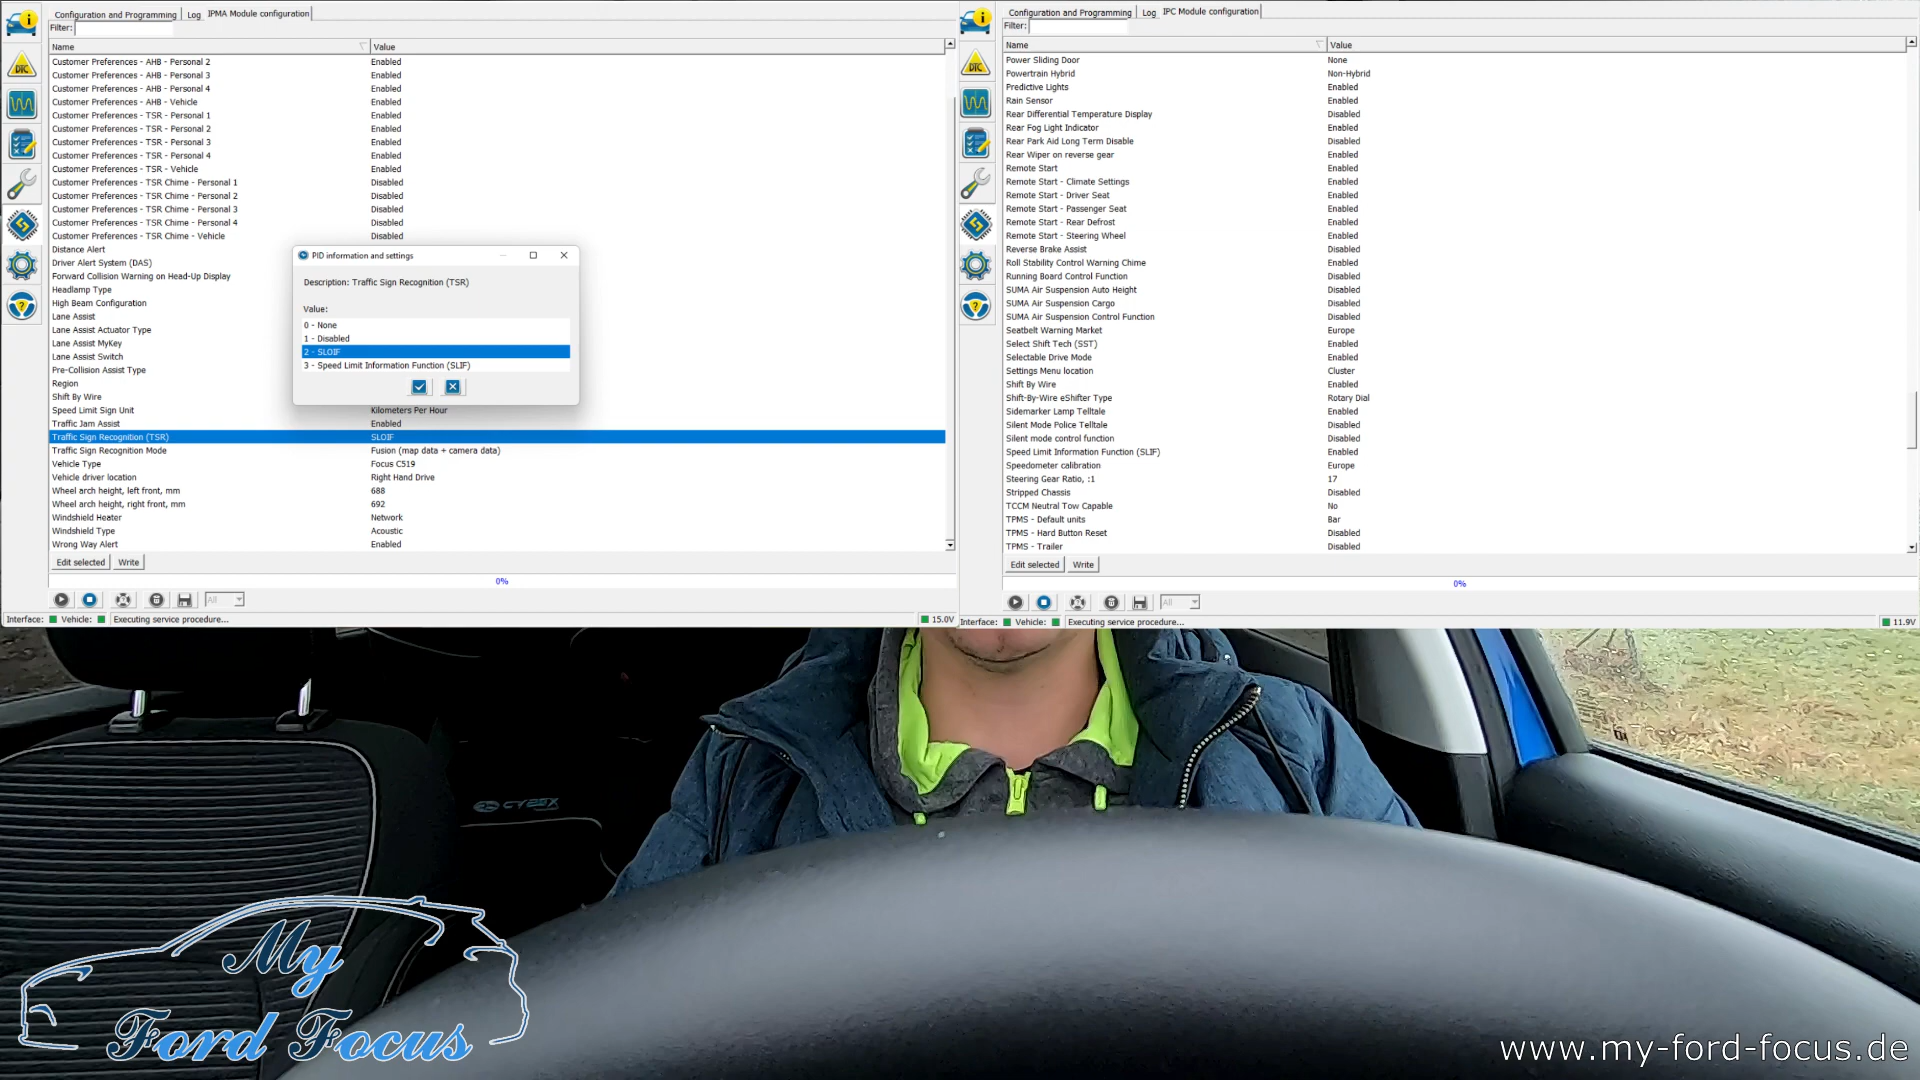 Configuration and Programming Log IPMA Module configuration
Filter:
Name Value
Customer Preferences - AHB - Personal 2 Enabled
Customer Preferences - AHB - Personal 3 Enabled
Customer Preferences - AHB - Personal 4 Enabled
Customer Preferences - AHB - Vehicle Enabled
Customer Preferences - TSR - Personal 1 Enabled
Customer Preferences - TSR - Personal 2 Enabled
Customer Preferences - TSR - Personal 3 Enabled
Customer Preferences - TSR - Personal 4 Enabled
Customer Preferences - TSR - Vehicle Enabled
Customer Preferences - TSR Chime - Personal 1 Disabled
Customer Preferences - TSR Chime - Personal 2 Disabled
Customer Preferences - TSR Chime - Personal 3 Disabled
Customer Preferences - TSR Chime - Personal 4 Disabled
Customer Preferences - TSR Chime - Vehicle Disabled
Distance Alert
Driver Alert System (DAS)
Forward Collision Warning on Head-Up Display
Headlamp Type
High Beam Configuration
Lane Assist
Lane Assist Actuator Type
Lane Assist MyKey
Lane Assist Switch
Pre-Collision Assist Type
Region
Shift By Wire
Speed Limit Sign Unit Kilometers Per Hour
Traffic Jam Assist Enabled
Traffic Sign Recognition (TSR) SLOIF
Traffic Sign Recognition Mode Fusion (map data + camera data)
Vehicle Type Focus C519
Vehicle driver location Right Hand Drive
Wheel arch height, left front, mm 688
Wheel arch height, right front, mm 692
Windshield Heater Network
Windshield Type Acoustic
Wrong Way Alert Enabled
Edit selected Write
0%
All
Interface: Vehicle: Executing service procedure... 15.0V
PID information and settings
Description: Traffic Sign Recognition (TSR)
Value:
0 - None
1 - Disabled
2 - SLOIF
3 - Speed Limit Information Function (SLIF)
Configuration and Programming Log IPC Module configuration
Filter:
Name Value
Power Sliding Door None
Powertrain Hybrid Non-Hybrid
Predictive Lights Enabled
Rain Sensor Enabled
Rear Differential Temperature Display Disabled
Rear Fog Light Indicator Enabled
Rear Park Aid Long Term Disable Disabled
Rear Wiper on reverse gear Enabled
Remote Start Enabled
Remote Start - Climate Settings Enabled
Remote Start - Driver Seat Enabled
Remote Start - Passenger Seat Enabled
Remote Start - Rear Defrost Enabled
Remote Start - Steering Wheel Enabled
Reverse Brake Assist Disabled
Roll Stability Control Warning Chime Enabled
Running Board Control Function Disabled
SUMA Air Suspension Auto Height Disabled
SUMA Air Suspension Cargo Disabled
SUMA Air Suspension Control Function Disabled
Seatbelt Warning Market Europe
Select Shift Tech (SST) Enabled
Selectable Drive Mode Enabled
Settings Menu location Cluster
Shift By Wire Enabled
Shift-By-Wire eShifter Type Rotary Dial
Sidemarker Lamp Telltale Enabled
Silent Mode Police Telltale Disabled
Silent mode control function Disabled
Speed Limit Information Function (SLIF) Enabled
Speedometer calibration Europe
Steering Gear Ratio, :1 17
Stripped Chassis Disabled
TCCM Neutral Tow Capable No
TPMS - Default units Bar
TPMS - Hard Button Reset Disabled
TPMS - Trailer Disabled
Edit selected Write
0%
All
Interface: Vehicle: Executing service procedure... 11.9V
DTC
DTC
CYBEX
My
Ford Focus
www.my-ford-focus.de